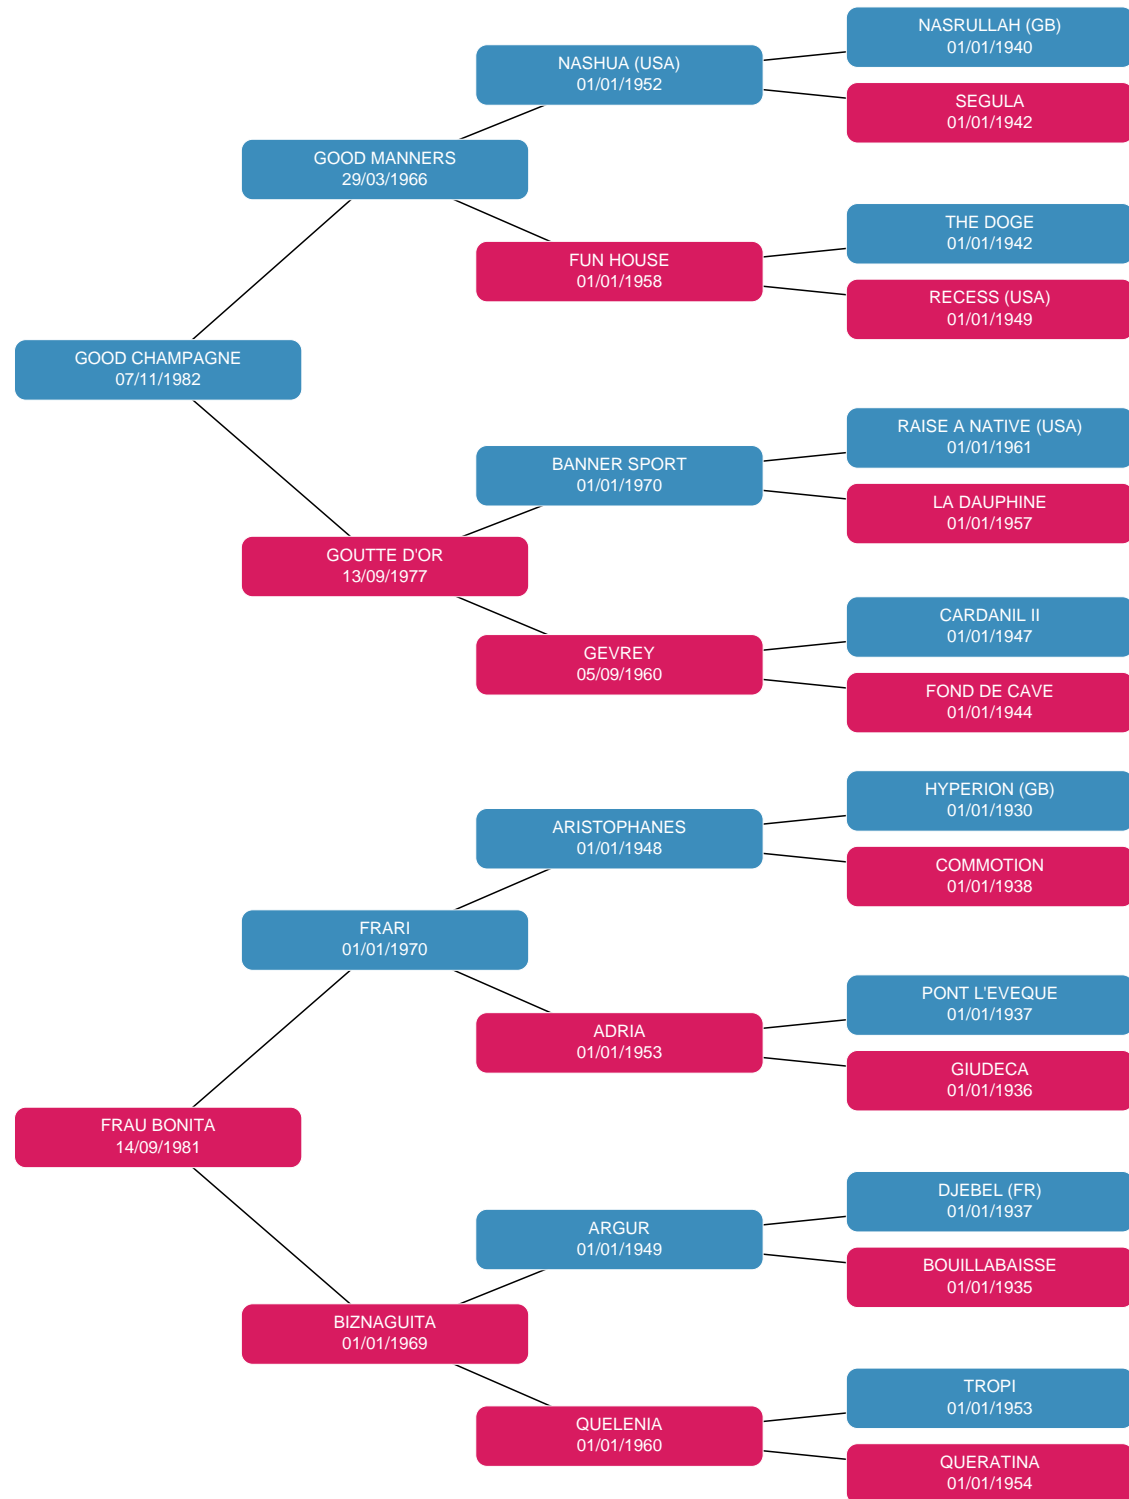 NASRULLAH (GB)
01/01/1940
NASHUA (USA)
01/01/1952
SEGULA
01/01/1942
GOOD MANNERS
29/03/1966
THE DOGE
01/01/1942
FUN HOUSE
01/01/1958
RECESS (USA)
01/01/1949
GOOD CHAMPAGNE
07/11/1982
RAISE A NATIVE (USA)
01/01/1961
BANNER SPORT
01/01/1970
LA DAUPHINE
01/01/1957
GOUTTE D'OR
13/09/1977
CARDANIL II
01/01/1947
GEVREY
05/09/1960
FOND DE CAVE
01/01/1944
HYPERION (GB)
01/01/1930
ARISTOPHANES
01/01/1948
COMMOTION
01/01/1938
FRARI
01/01/1970
PONT L'EVEQUE
01/01/1937
ADRIA
01/01/1953
GIUDECA
01/01/1936
FRAU BONITA
14/09/1981
DJEBEL (FR)
01/01/1937
ARGUR
01/01/1949
BOUILLABAISSE
01/01/1935
BIZNAGUITA
01/01/1969
TROPI
01/01/1953
QUELENIA
01/01/1960
QUERATINA
01/01/1954